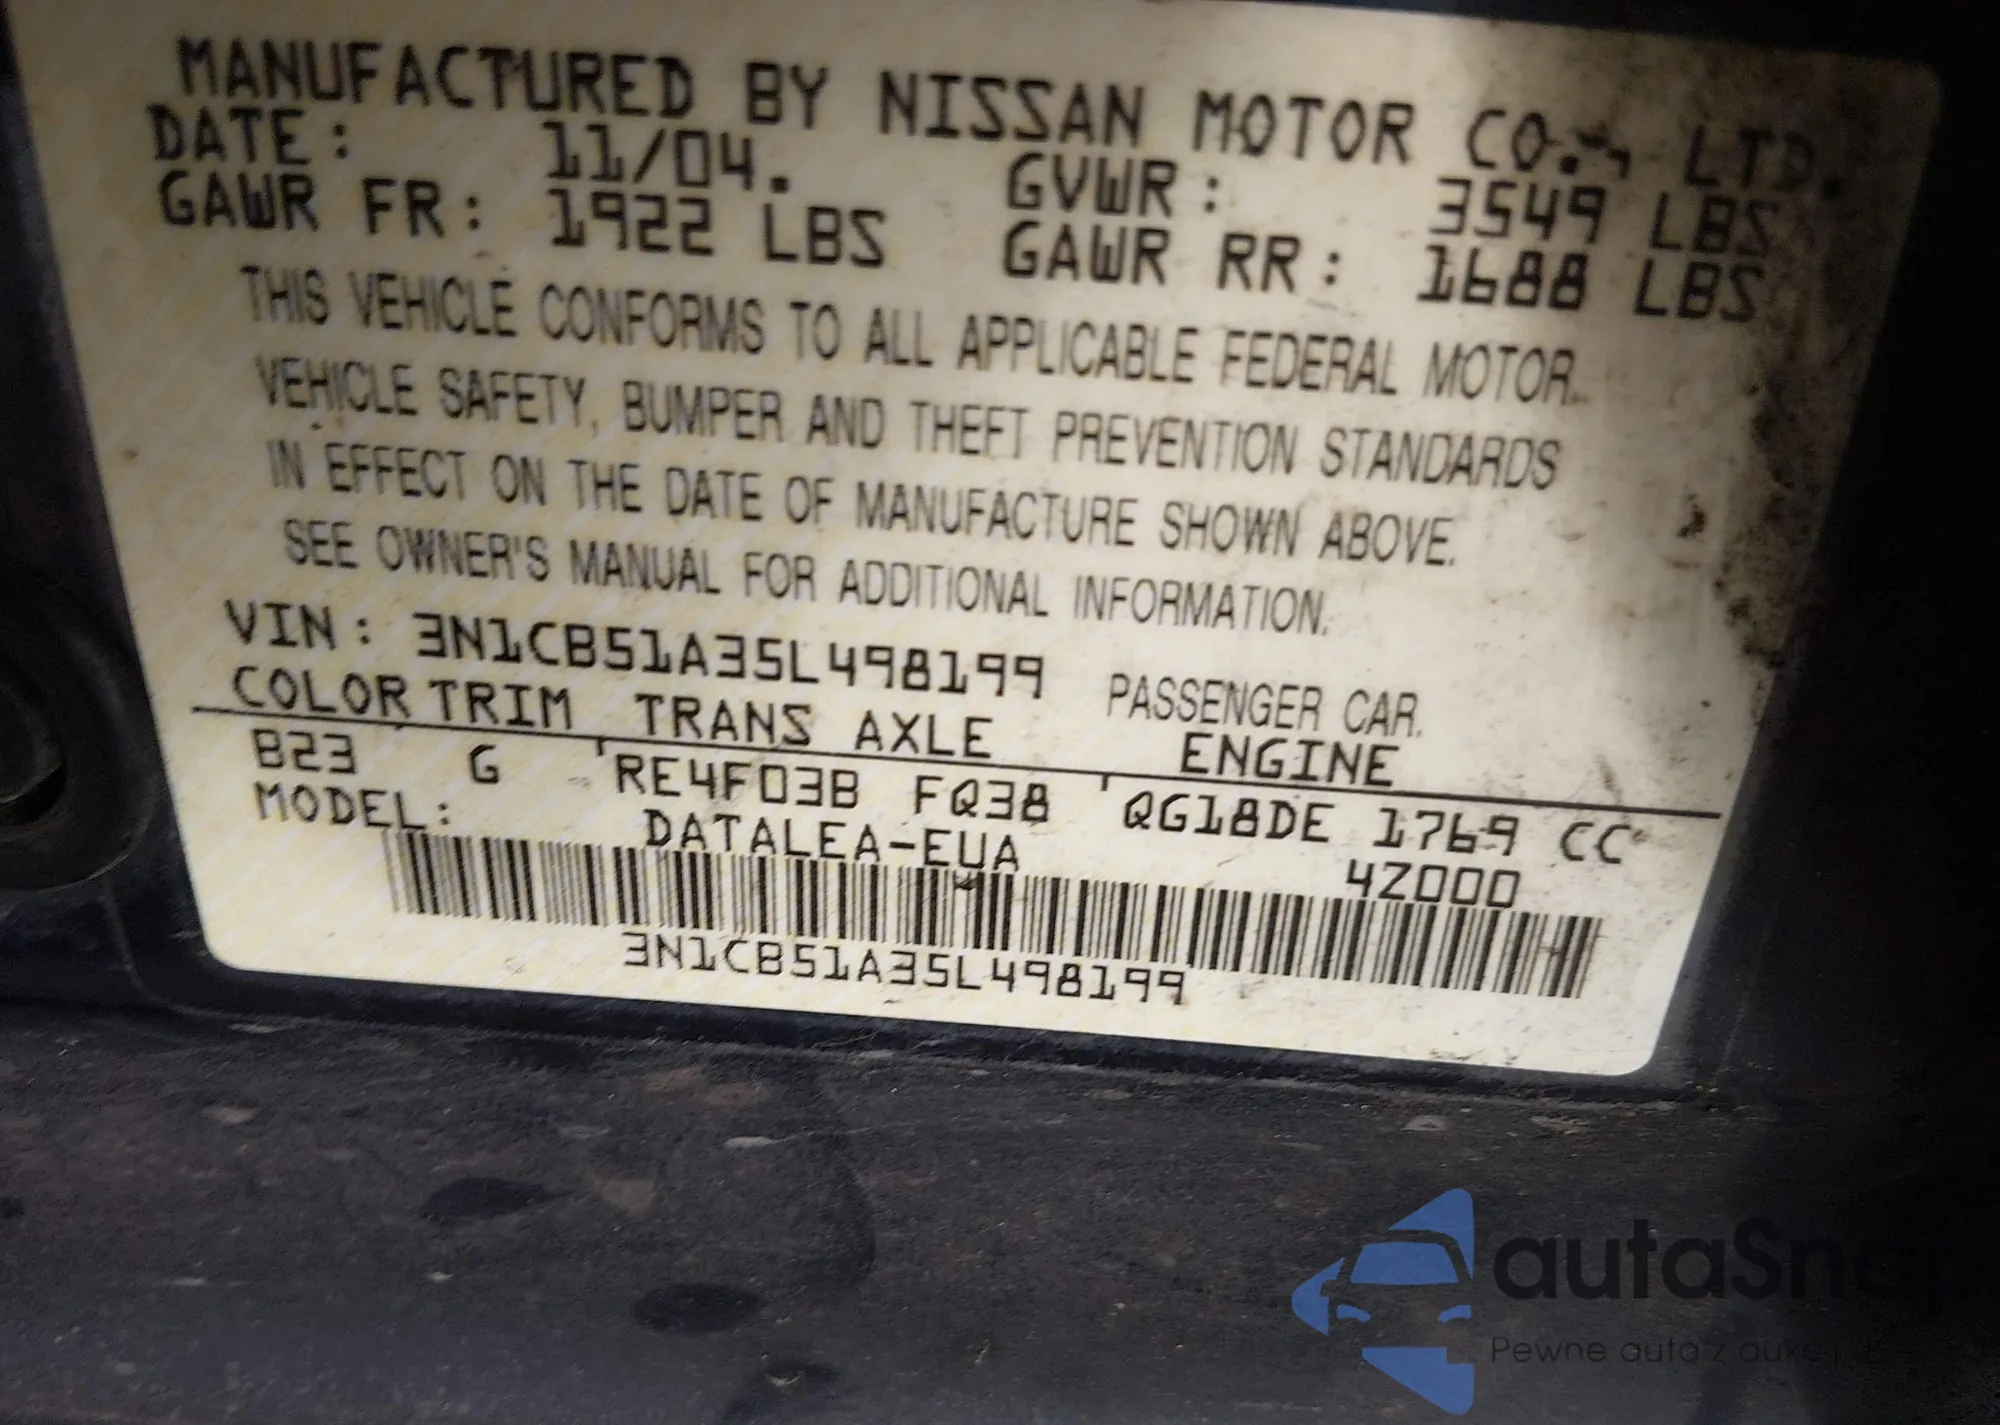 MANUFACTURED BY NISSAN MOTOR CO., LTD.
DATE: 11/04. GVWR: 3549 LBS
GAWR FR: 1922 LBS GAWR RR: 1688 LBS
THIS VEHICLE CONFORMS TO ALL APPLICABLE FEDERAL MOTOR
VEHICLE SAFETY, BUMPER AND THEFT PREVENTION STANDARDS
IN EFFECT ON THE DATE OF MANUFACTURE SHOWN ABOVE.
SEE OWNER'S MANUAL FOR ADDITIONAL INFORMATION.
VIN: 3N1CB51A35L498199 PASSENGER CAR.
COLOR TRIM TRANS AXLE ENGINE
B23 G RE4F03B FQ38 QG18DE 1769 CC
MODEL: DATALEA-EUA 4Z000
3N1CB51A35L498199
autaSnap
Pewne auta z